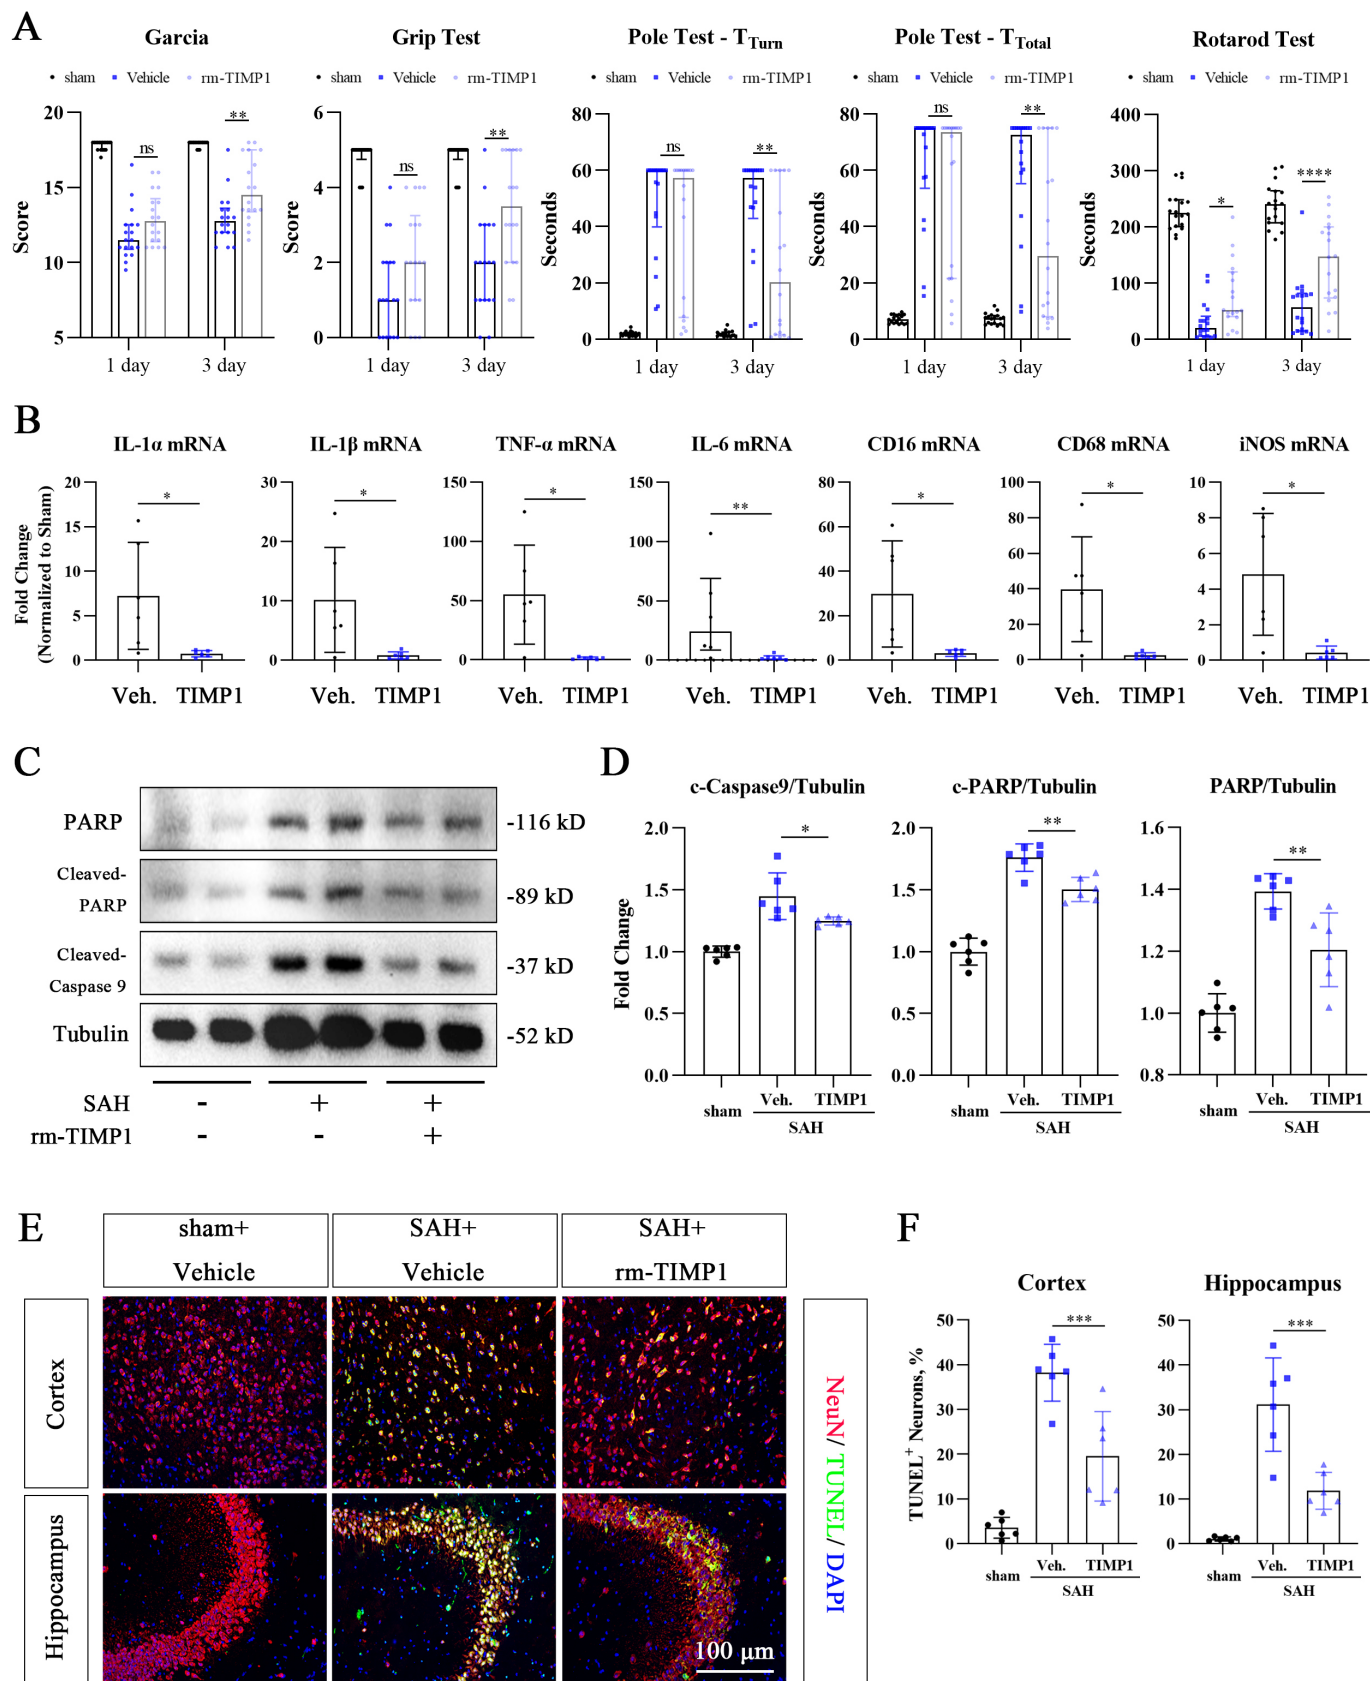 A
Garcia
Grip Test
Pole Test - TTurn
Pole Test - TTotal
Rotarod Test
sham Vehicle rm-TIMP1
sham Vehicle rm-TIMP1
sham Vehicle rm-TIMP1
sham Vehicle rm-TIMP1
sham Vehicle rm-TIMP1
Score
20
15
10
5
ns
**
1 day 3 day
Score
6
4
2
0
ns
**
1 day 3 day
Seconds
80
60
40
20
0
ns
**
1 day 3 day
Seconds
80
60
40
20
0
ns
**
1 day 3 day
Seconds
400
300
200
100
0
*
****
1 day 3 day
B
IL-1α mRNA
IL-1β mRNA
TNF-α mRNA
IL-6 mRNA
CD16 mRNA
CD68 mRNA
iNOS mRNA
Fold Change
(Normalized to Sham)
20
15
10
5
0
*
Veh. TIMP1
30
20
10
0
*
Veh. TIMP1
150
100
50
0
*
Veh. TIMP1
150
100
50
0
**
Veh. TIMP1
80
60
40
20
0
*
Veh. TIMP1
100
80
60
40
20
0
*
Veh. TIMP1
10
8
6
4
2
0
*
Veh. TIMP1
C
PARP -116 kD
Cleaved-
PARP
-89 kD
Cleaved-
Caspase 9
-37 kD
Tubulin -52 kD
SAH - + +
rm-TIMP1 - - +
D
c-Caspase9/Tubulin
c-PARP/Tubulin
PARP/Tubulin
Fold Change
2.0
1.5
1.0
0.5
0.0
*
sham Veh. TIMP1
SAH
2.0
1.5
1.0
0.5
0.0
**
sham Veh. TIMP1
SAH
1.6
1.4
1.2
1.0
0.8
**
sham Veh. TIMP1
SAH
E
sham+
Vehicle
SAH+
Vehicle
SAH+
rm-TIMP1
Cortex
Hippocampus
100 μm
NeuN/ TUNEL/ DAPI
F
Cortex
Hippocampus
TUNEL+ Neurons, %
50
40
30
20
10
0
***
sham Veh. TIMP1
SAH
50
40
30
20
10
0
***
sham Veh. TIMP1
SAH